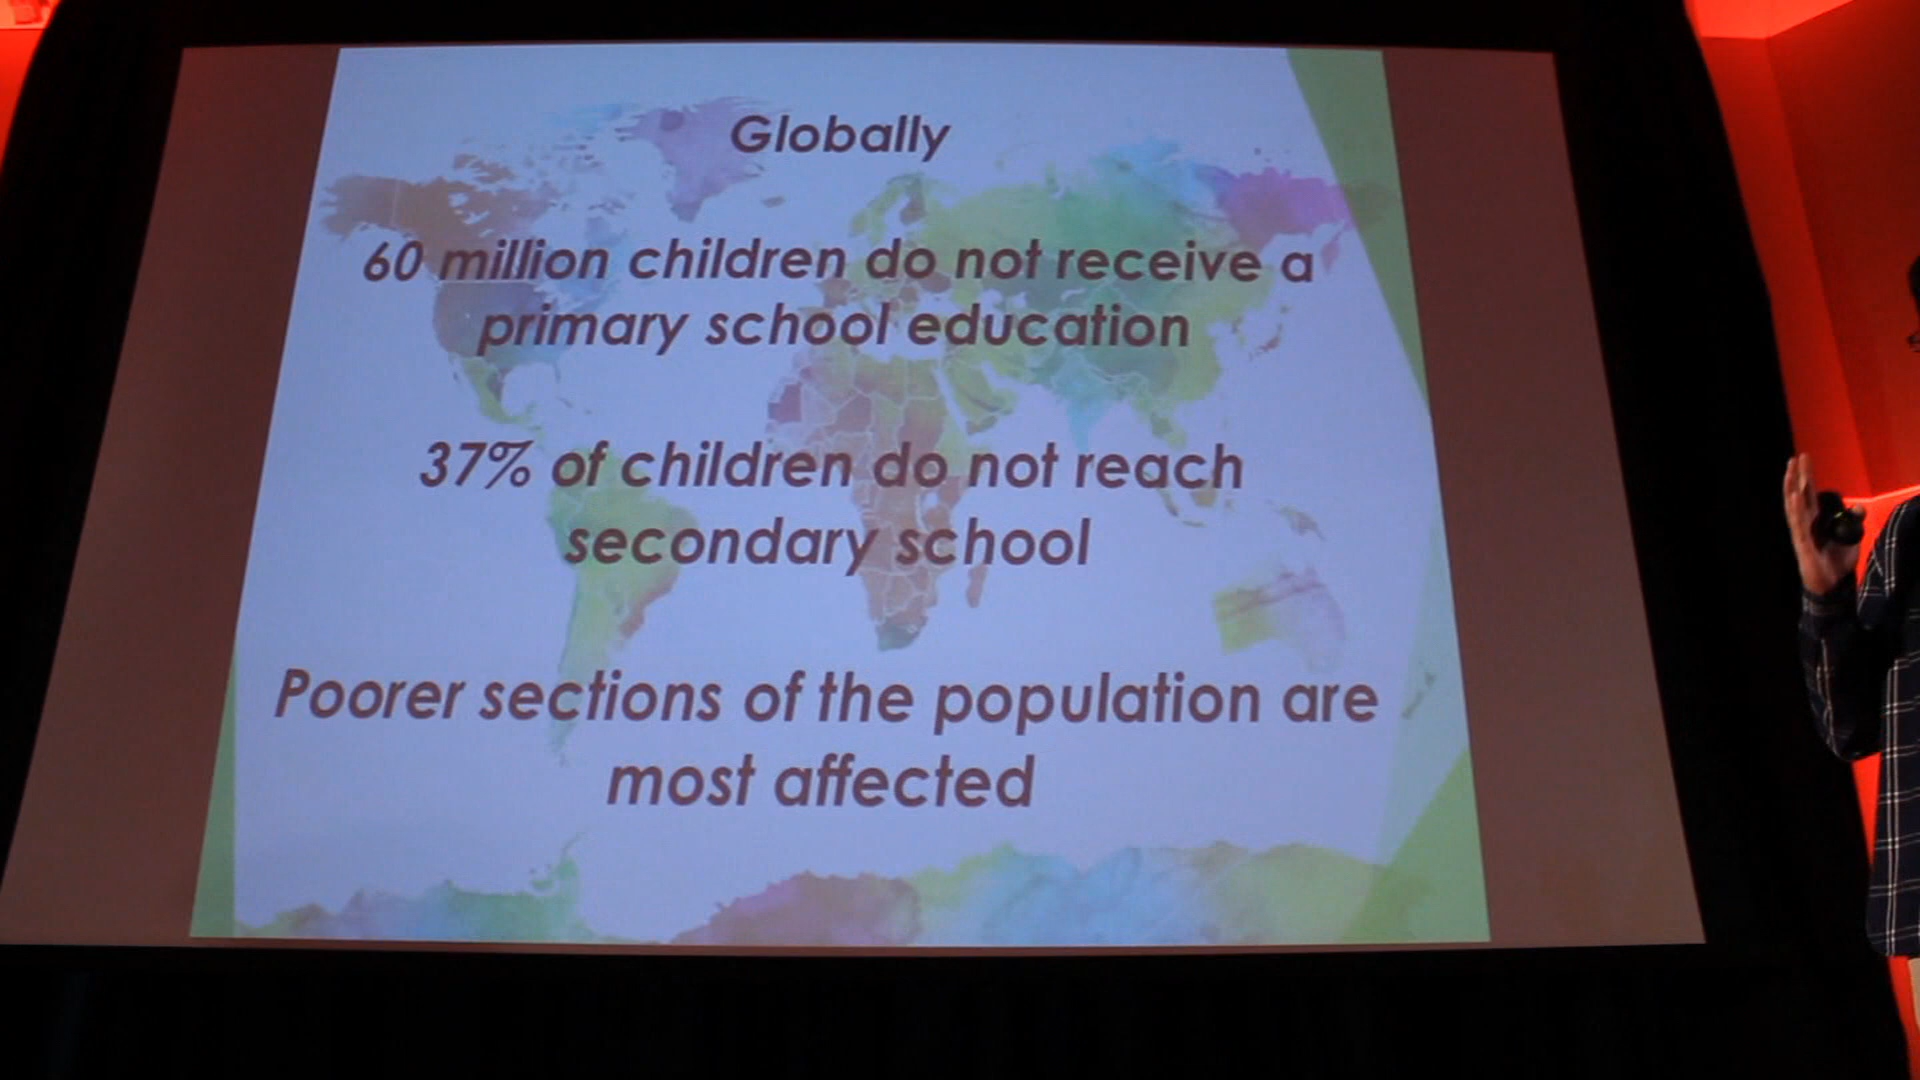 Globally
60 million children do not receive a
primary school education
37% of children do not reach
secondary school
Poorer sections of the population are
most affected